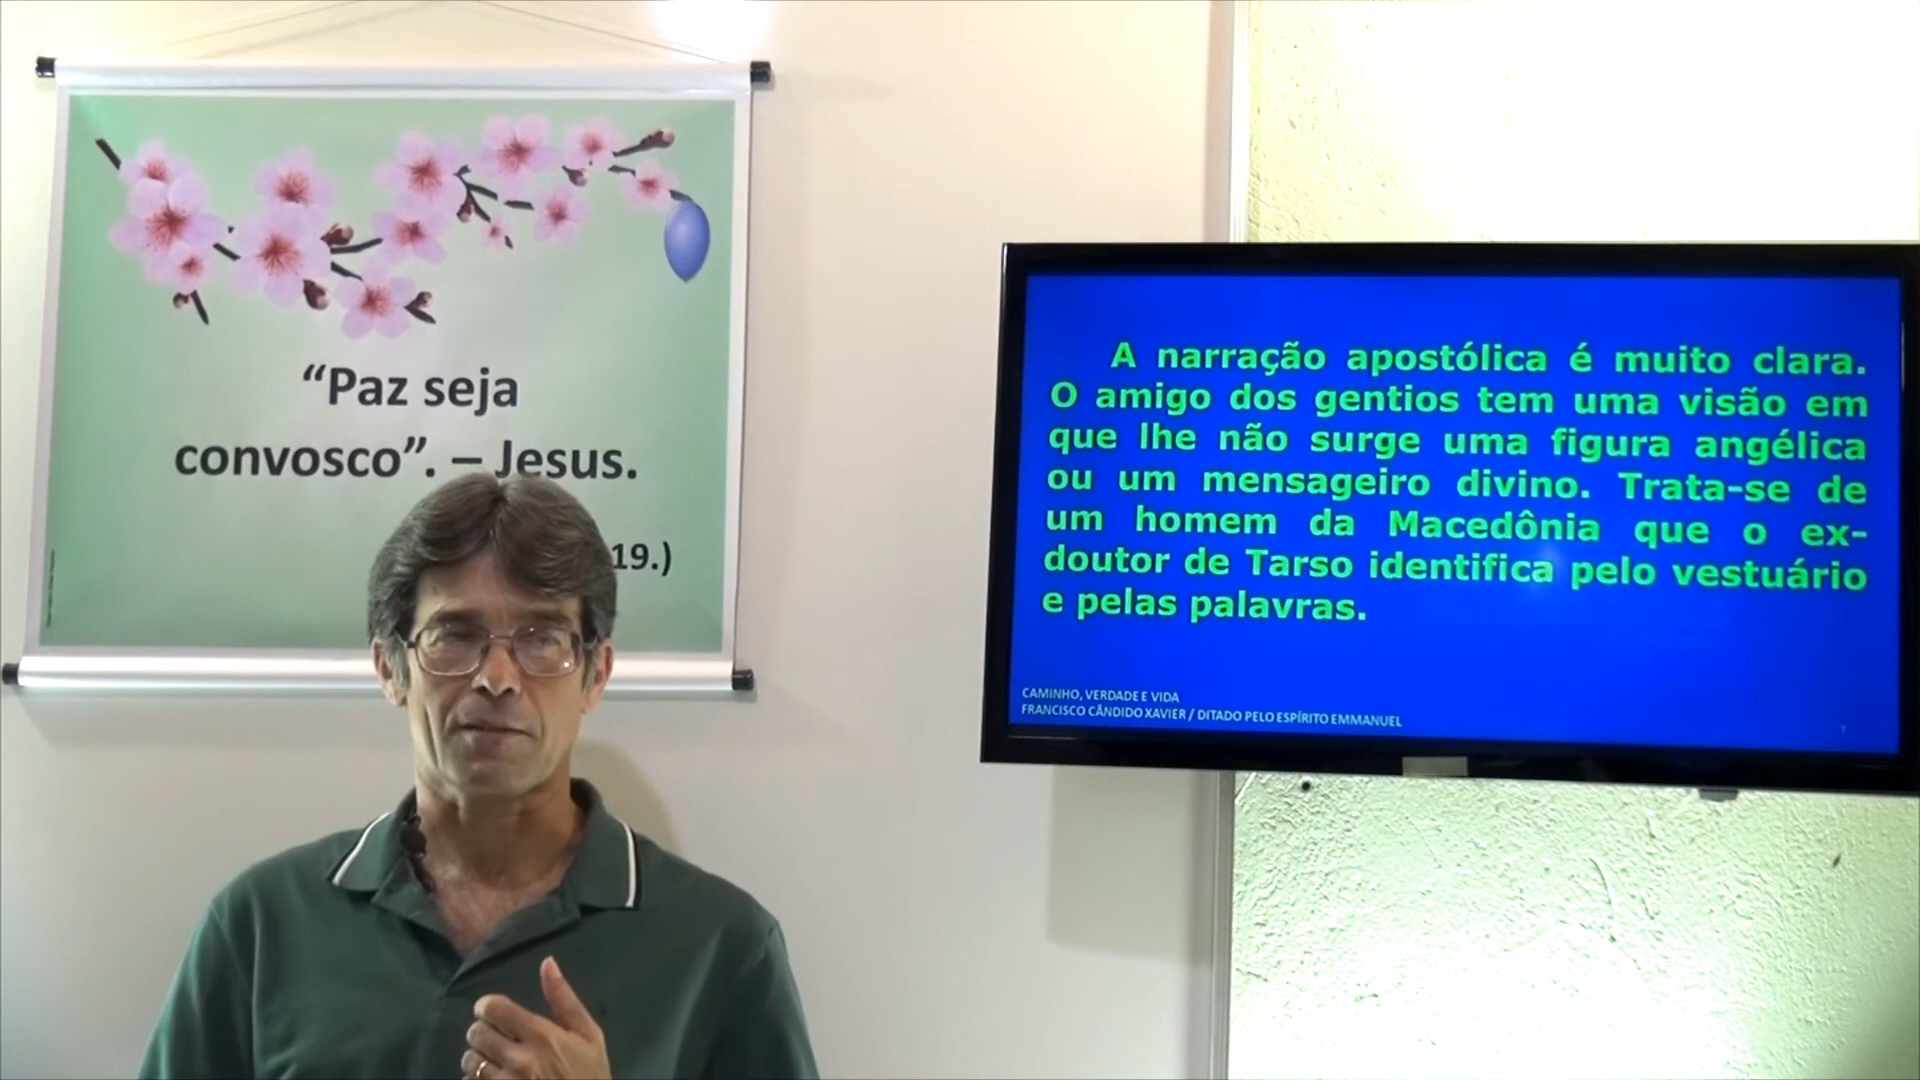 “Paz seja
convosco”. – Jesus.
19.)
A narração apostólica é muito clara.
O amigo dos gentios tem uma visão em
que lhe não surge uma figura angélica
ou um mensageiro divino. Trata-se de
um homem da Macedônia que o ex-
doutor de Tarso identifica pelo vestuário
e pelas palavras.
CAMINHO, VERDADE E VIDA
FRANCISCO CÂNDIDO XAVIER / DITADO PELO ESPÍRITO EMMANUEL
7